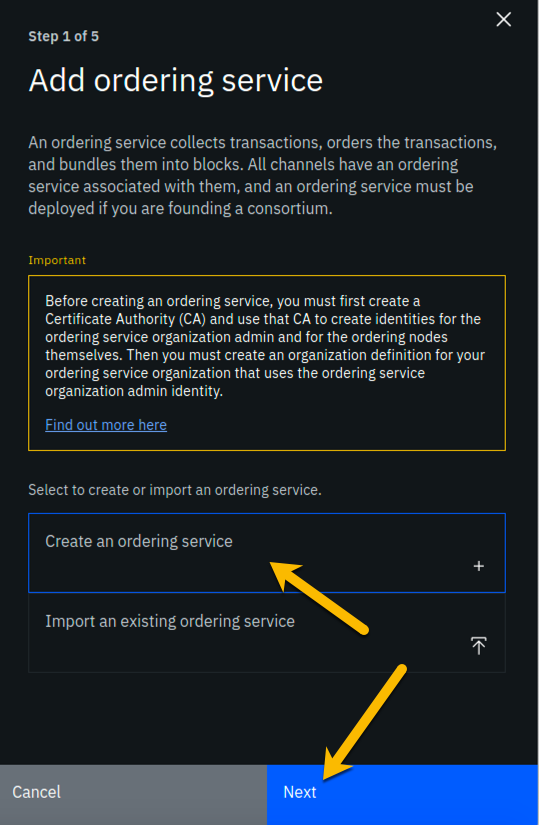 Step 1 of 5
Add ordering service
An ordering service collects transactions, orders the transactions,
and bundles them into blocks. All channels have an ordering
service associated with them, and an ordering service must be
deployed if you are founding a consortium.
Important
Before creating an ordering service, you must first create a
Certificate Authority (CA) and use that CA to create identities for the
ordering service organization admin and for the ordering nodes
themselves. Then you must create an organization definition for your
ordering service organization that uses the ordering service
organization admin identity.
Find out more here
Select to create or import an ordering service.
Create an ordering service
Import an existing ordering service
Cancel
Next